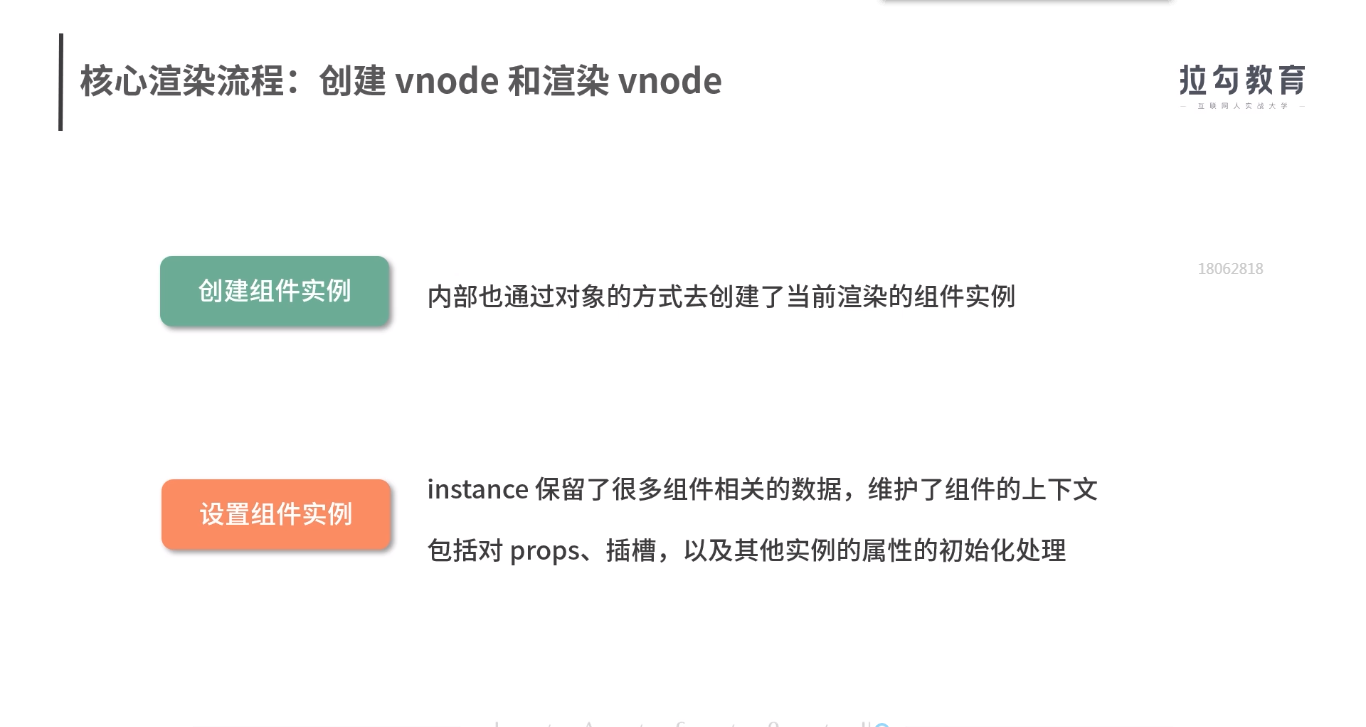 核心渲染流程：创建 vnode 和渲染 vnode
拉勾教育
互联网人实战大学
18062818
创建组件实例
内部也通过对象的方式去创建了当前渲染的组件实例
设置组件实例
instance 保留了很多组件相关的数据，维护了组件的上下文
包括对 props、插槽，以及其他实例的属性的初始化处理